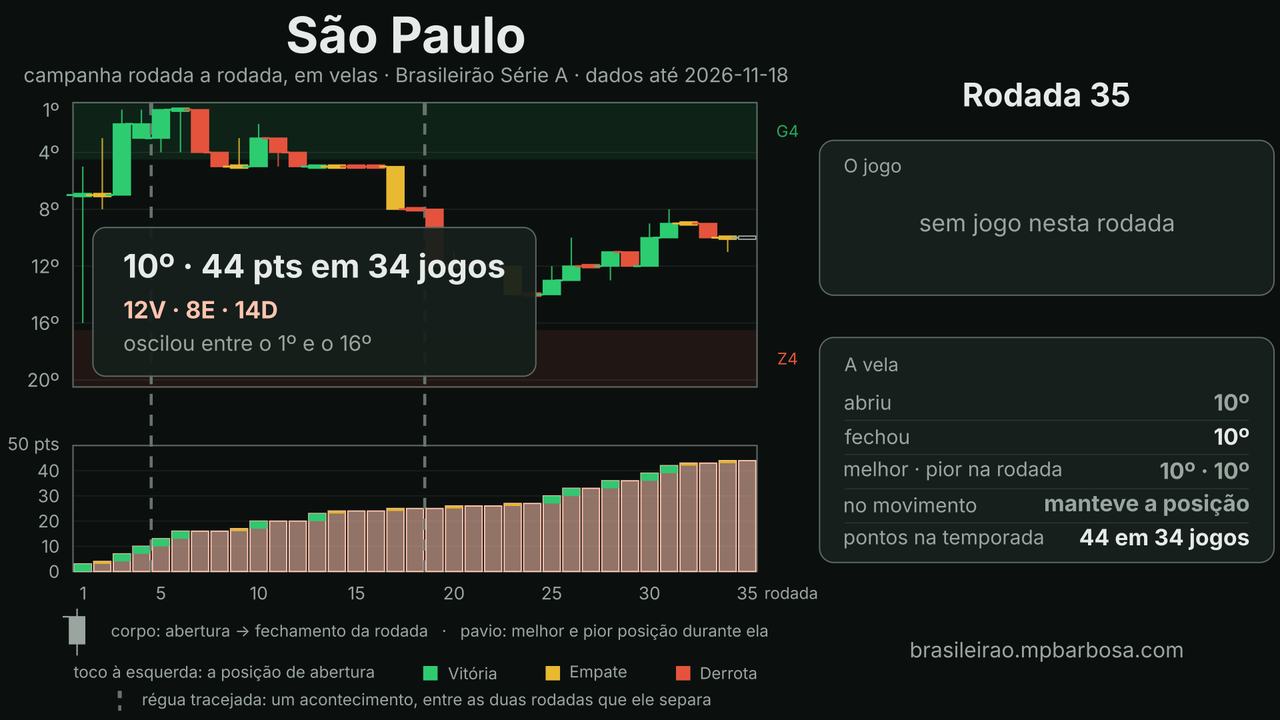 São Paulo
campanha rodada a rodada, em velas · Brasileirão Série A · dados até 2026-11-18
1º
4º
8º
12º
16º
20º
G4
Z4
10º · 44 pts em 34 jogos
12V · 8E · 14D
oscilou entre o 1º e o 16º
50 pts
40
30
20
10
0
1 5 10 15 20 25 30 35 rodada
corpo: abertura → fechamento da rodada · pavio: melhor e pior posição durante ela
toco à esquerda: a posição de abertura Vitória Empate Derrota
régua tracejada: um acontecimento, entre as duas rodadas que ele separa
Rodada 35
O jogo
sem jogo nesta rodada
A vela
abriu 10º
fechou 10º
melhor · pior na rodada 10º · 10º
no movimento manteve a posição
pontos na temporada 44 em 34 jogos
brasileirao.mpbarbosa.com